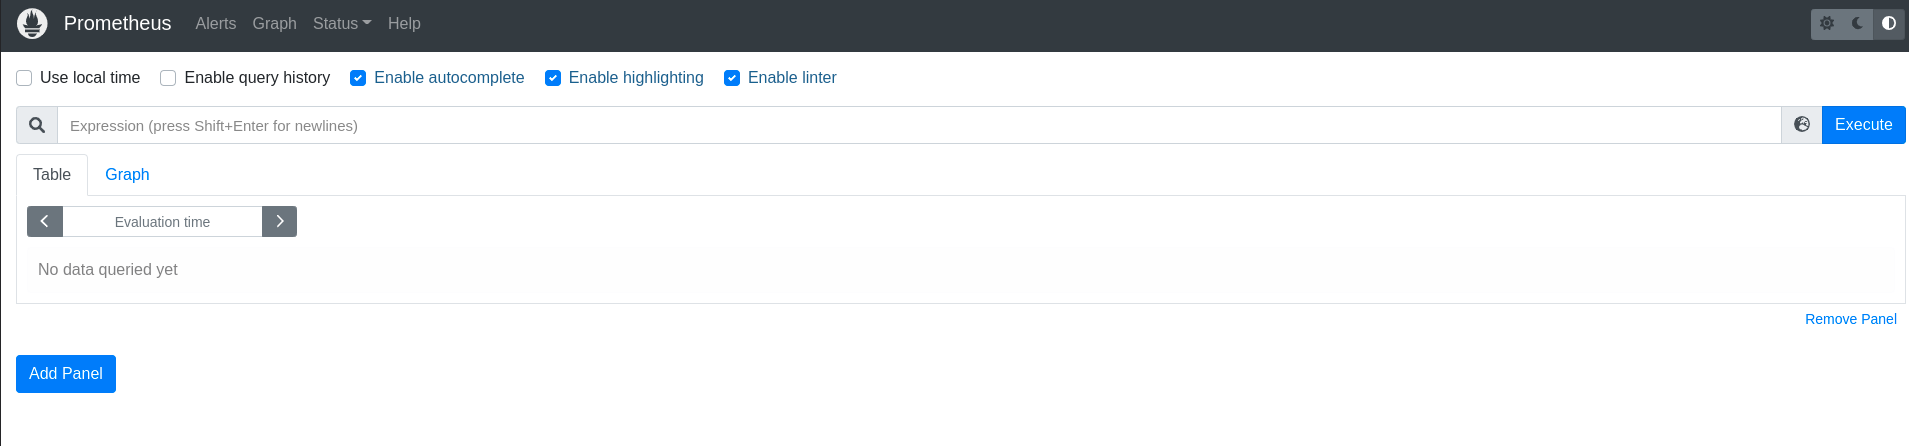 Prometheus Alerts Graph Status Help
Use local time Enable query history Enable autocomplete Enable highlighting Enable linter
Expression (press Shift+Enter for newlines) Execute
Table Graph
Evaluation time
No data queried yet
Remove Panel
Add Panel